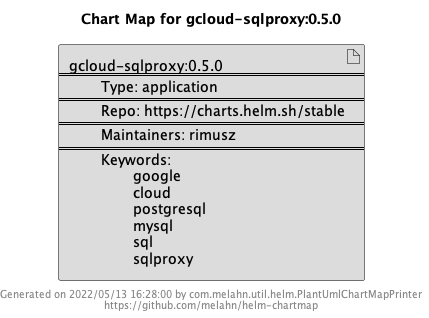 Chart Map for gcloud-sqlproxy:0.5.0
gcloud-sqlproxy:0.5.0
Type: application
Repo: https://charts.helm.sh/stable
Maintainers: rimusz
Keywords:
google
cloud
postgresql
mysql
sql
sqlproxy
Generated on 2022/05/13 16:28:00 by com.melahn.util.helm.PlantUmlChartMapPrinter
https://github.com/melahn/helm-chartmap